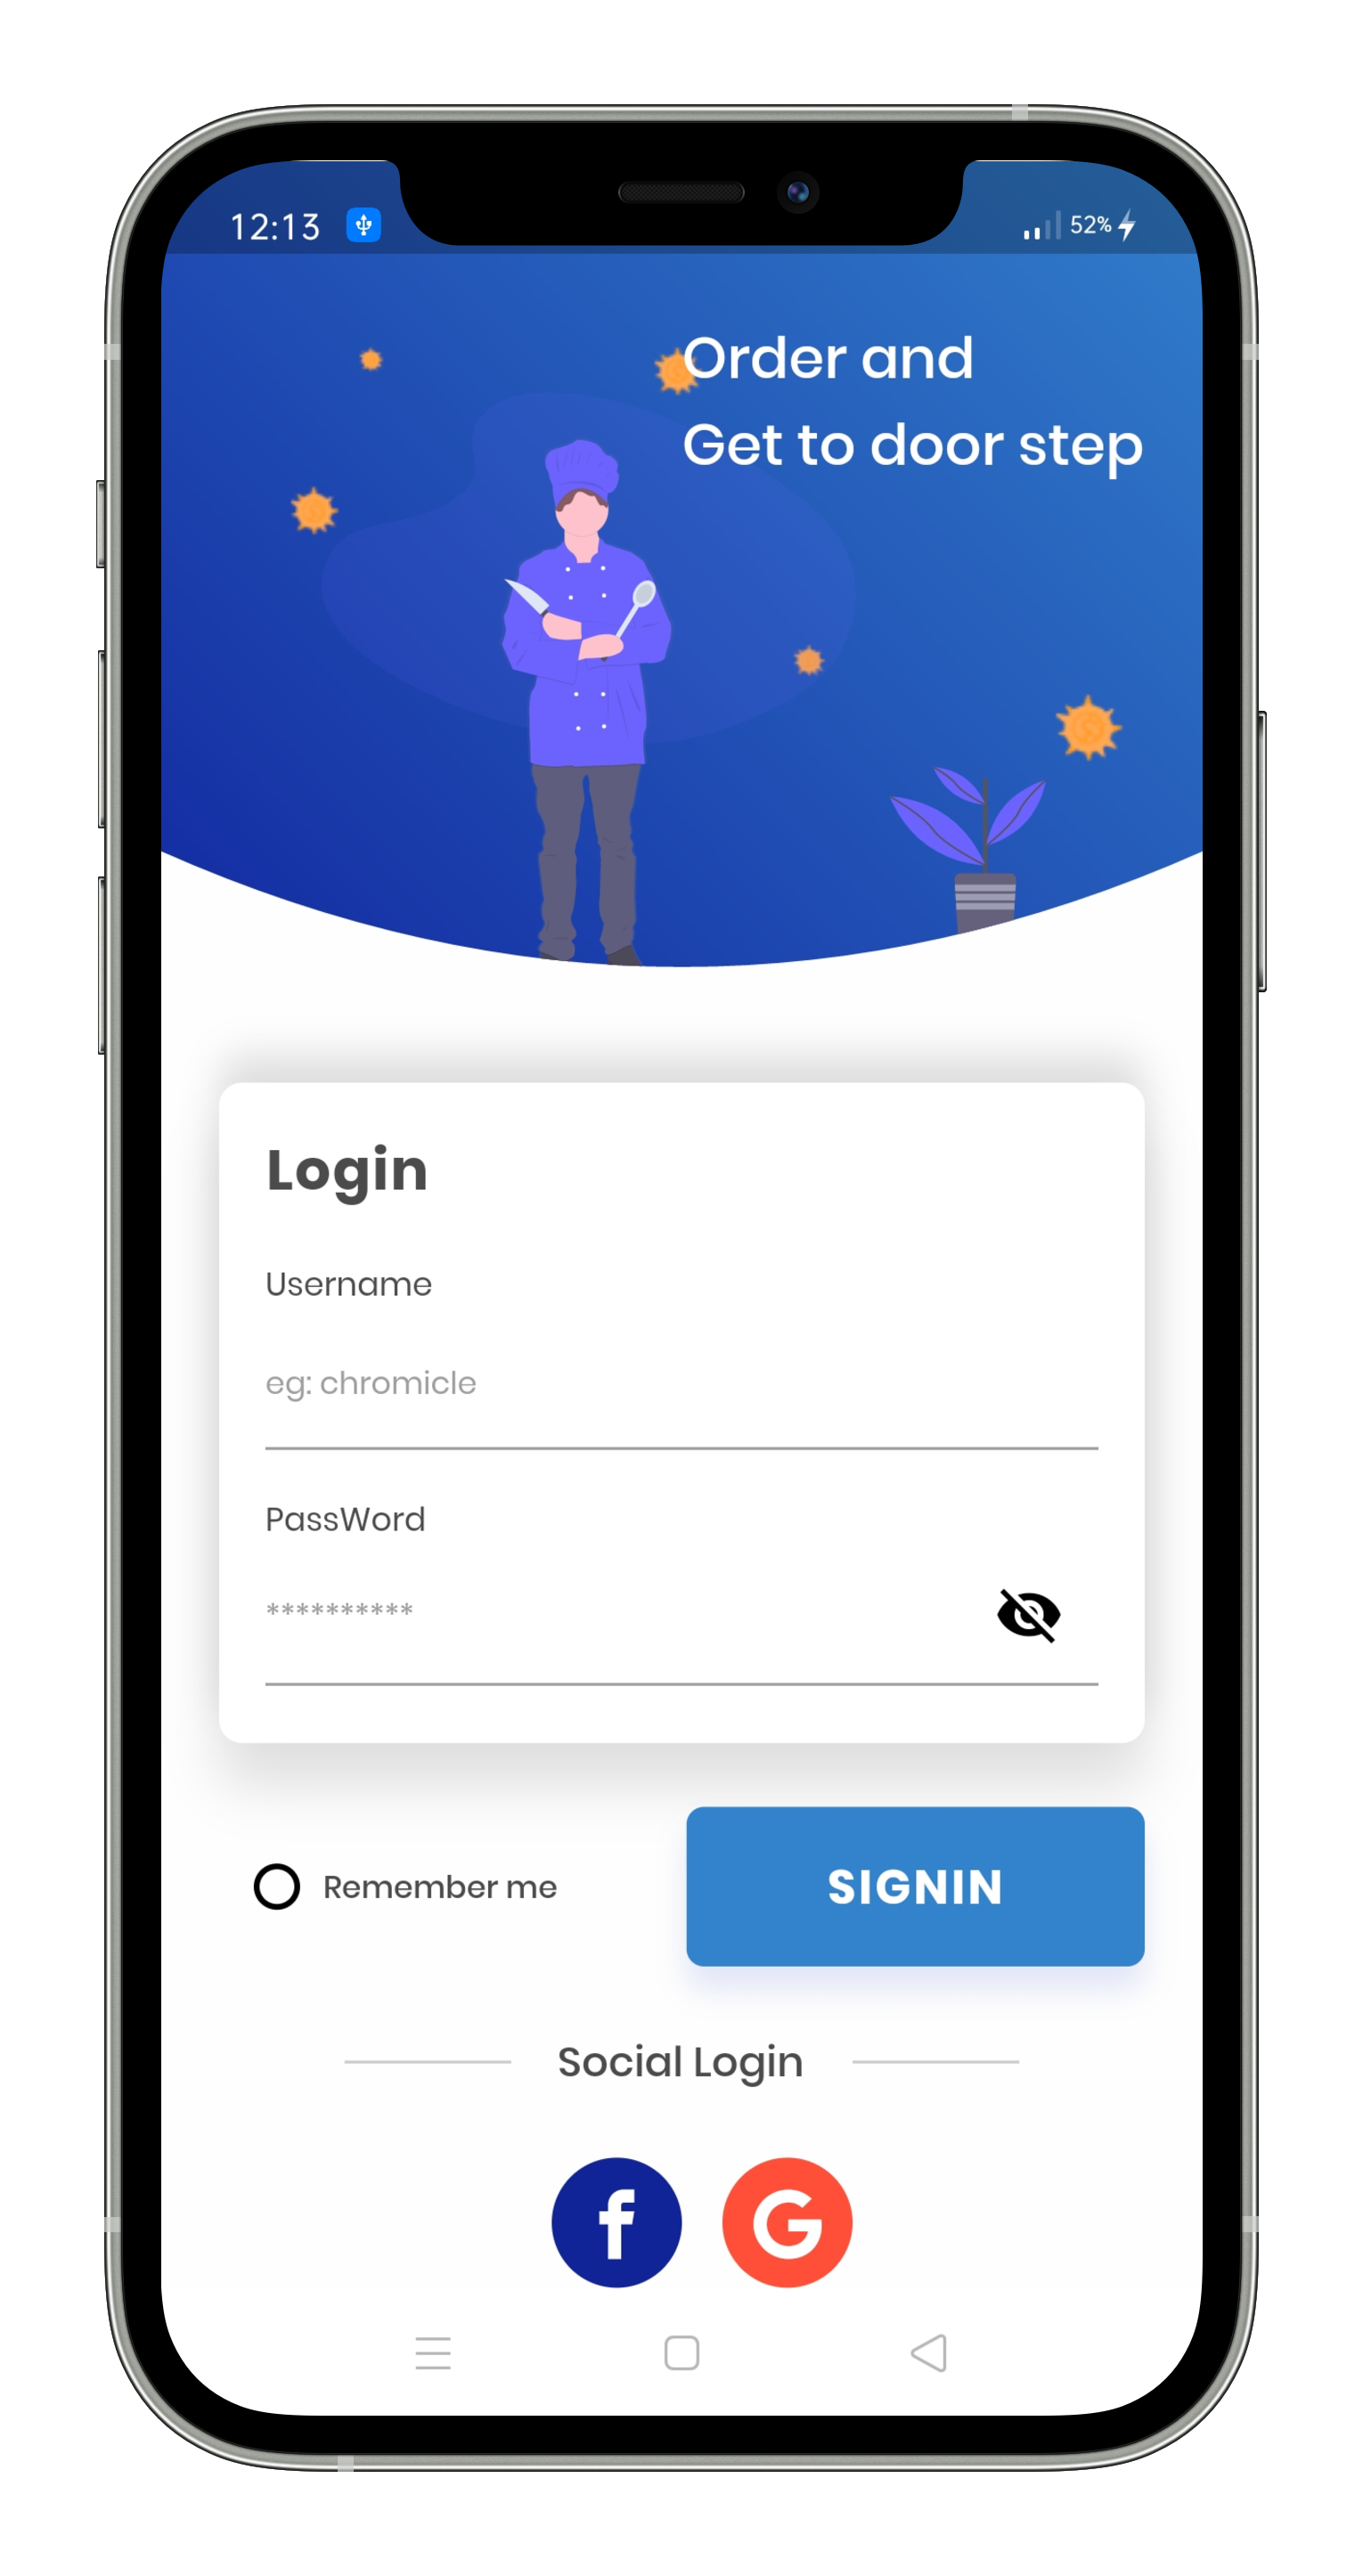 12:13
52%
Order and
Get to door step
Login
Username
eg: chromicle
PassWord
**********
Remember me
SIGNIN
Social Login
f
G